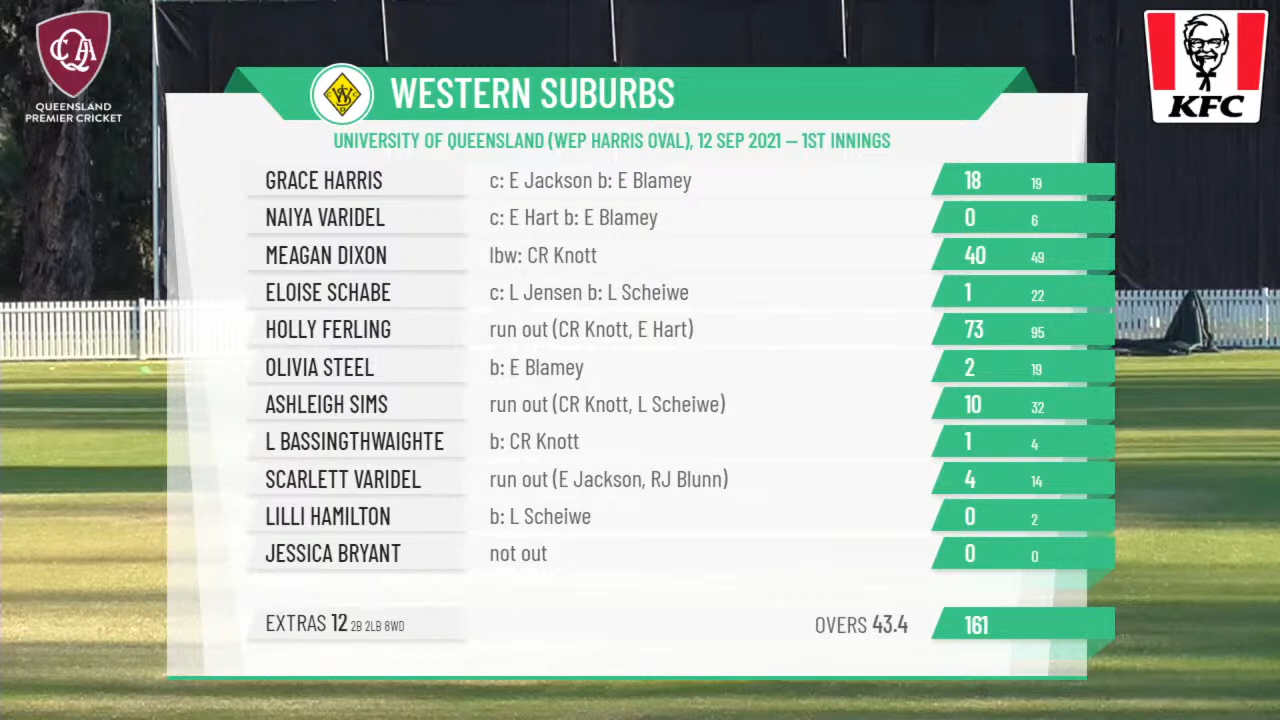 QUEENSLAND
PREMIER CRICKET
KFC
WESTERN SUBURBS
UNIVERSITY OF QUEENSLAND (WEP HARRIS OVAL), 12 SEP 2021 – 1ST INNINGS
GRACE HARRIS c: E Jackson b: E Blamey 18 19
NAIYA VARIDEL c: E Hart b: E Blamey 0 6
MEAGAN DIXON lbw: CR Knott 40 49
ELOISE SCHABE c: L Jensen b: L Scheiwe 1 22
HOLLY FERLING run out (CR Knott, E Hart) 73 95
OLIVIA STEEL b: E Blamey 2 19
ASHLEIGH SIMS run out (CR Knott, L Scheiwe) 10 32
L BASSINGTHWAIGHTE b: CR Knott 1 4
SCARLETT VARIDEL run out (E Jackson, RJ Blunn) 4 14
LILLI HAMILTON b: L Scheiwe 0 2
JESSICA BRYANT not out 0 0
EXTRAS 12 2B 2LB 8WD OVERS 43.4 161